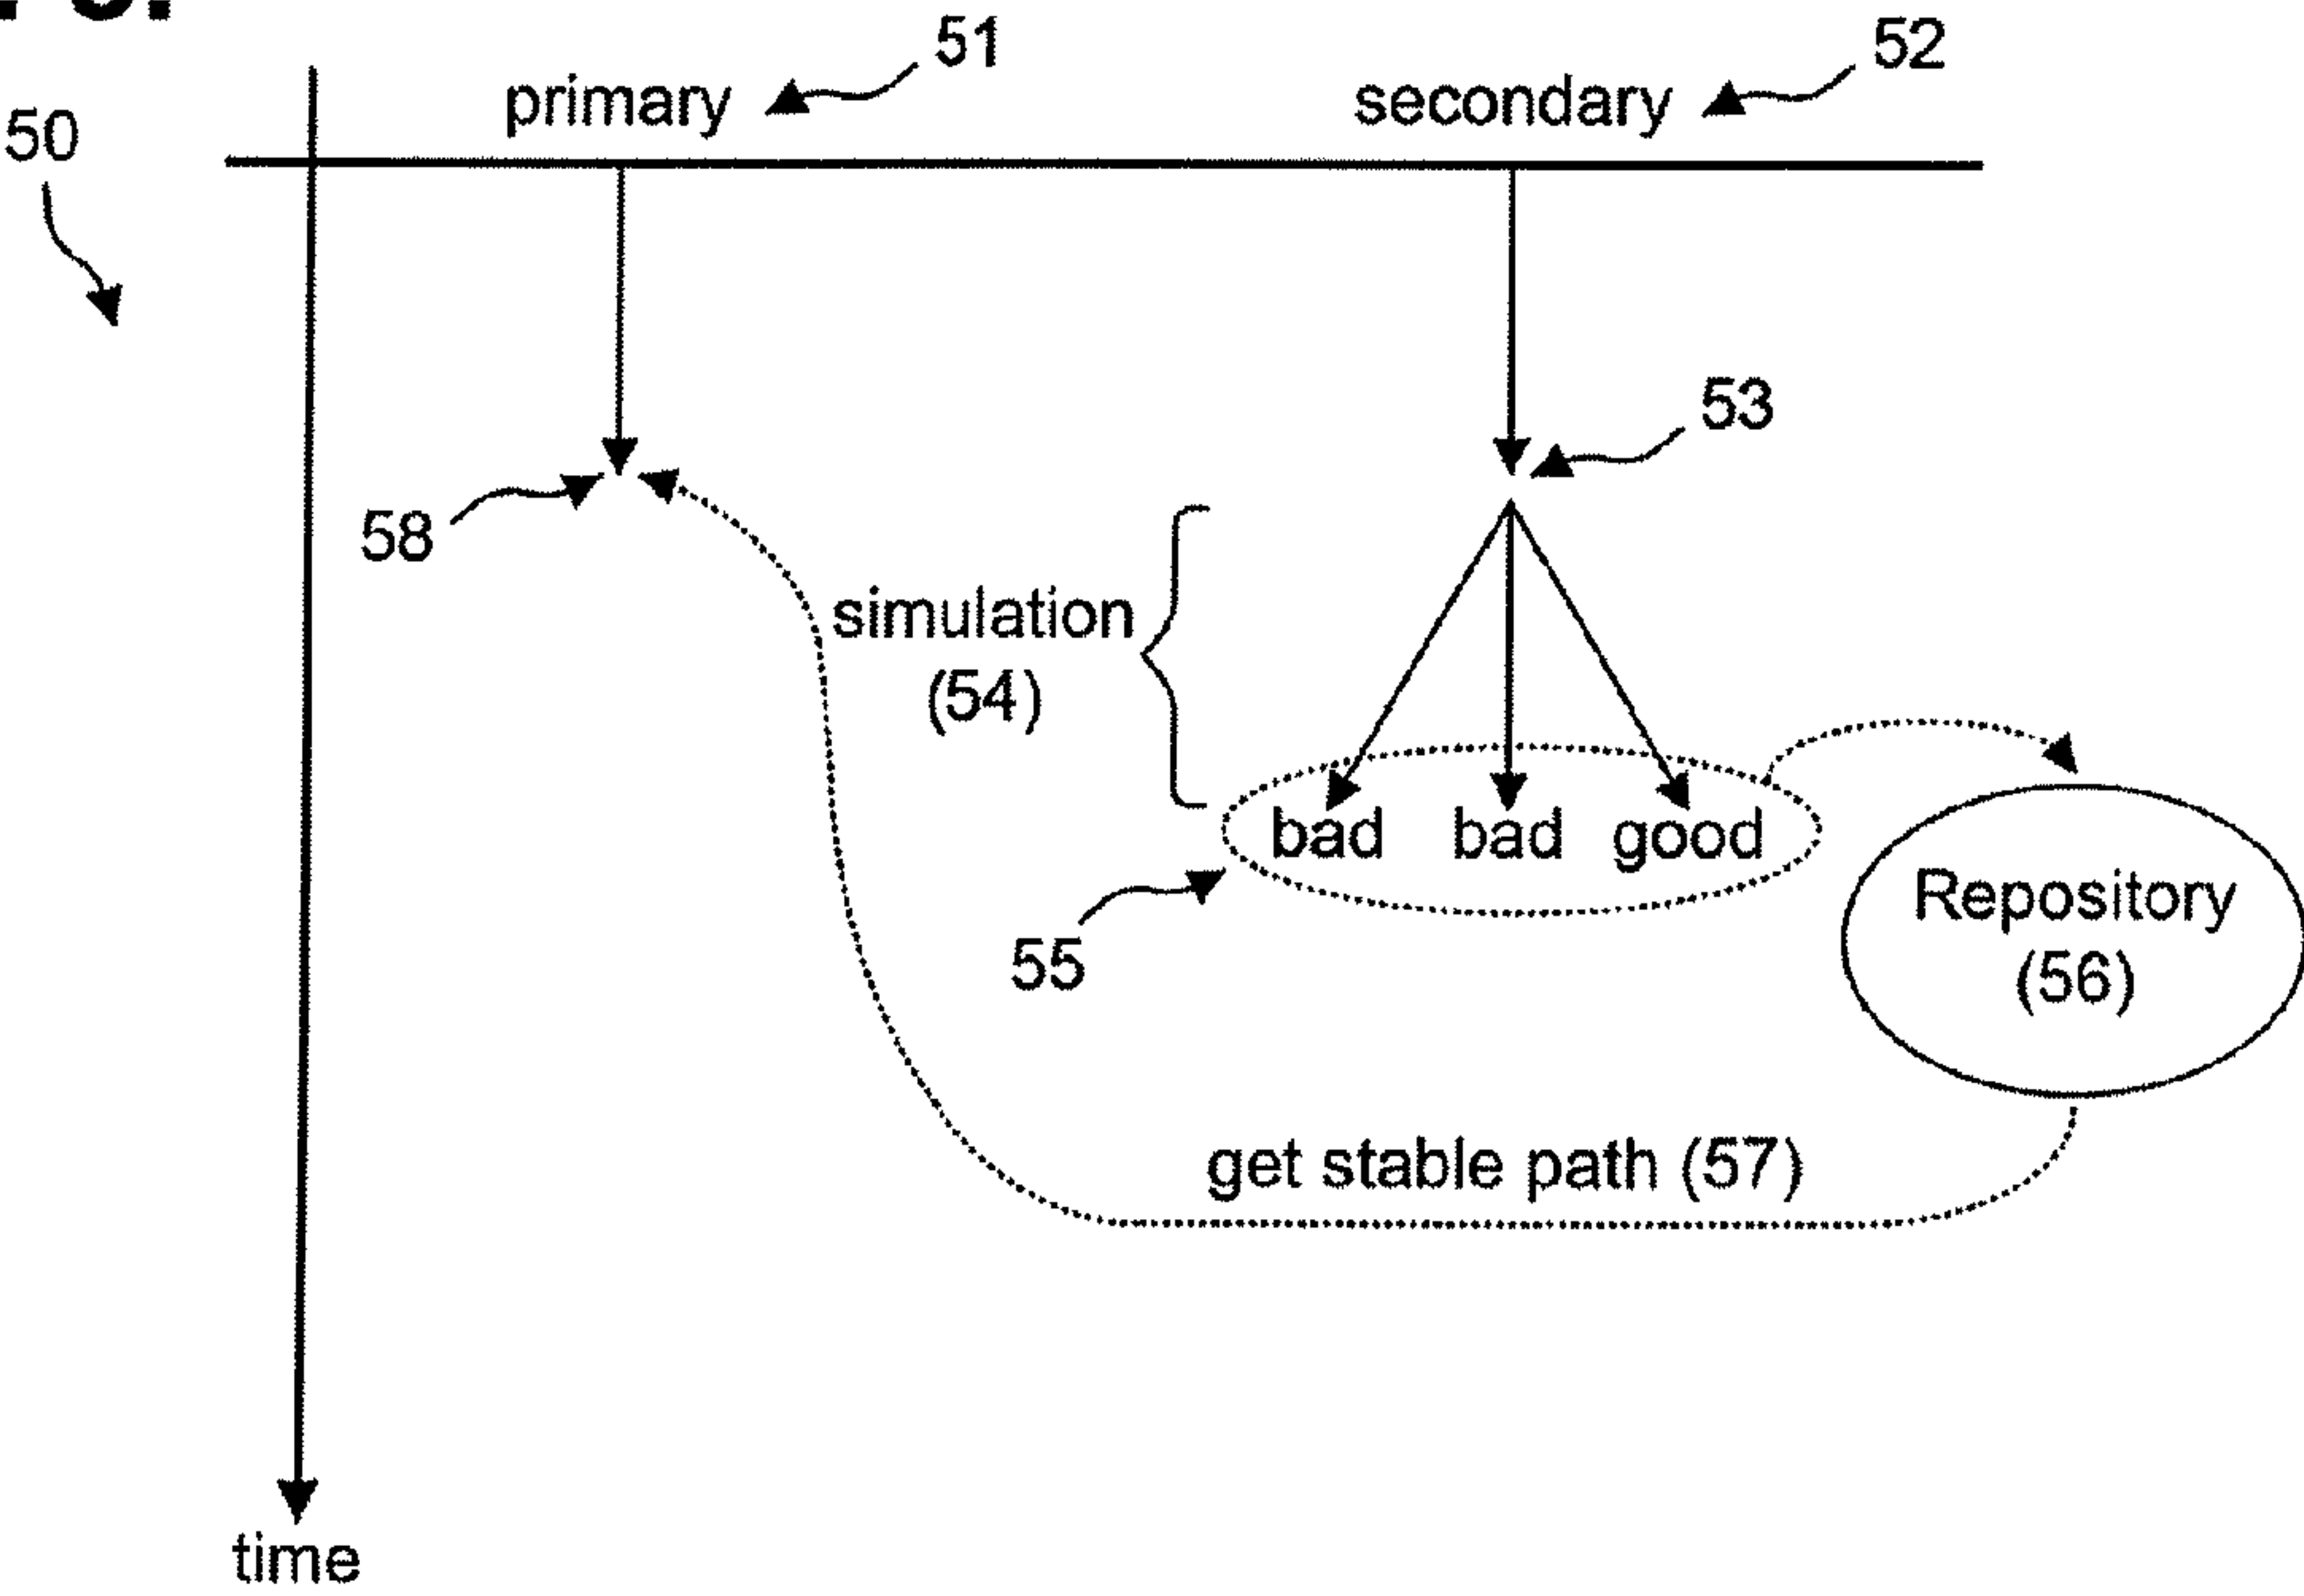 51
52
primary
secondary
50
53
58
simulation
(54)
bad bad good
Repository
(56)
55
get stable path (57)
time